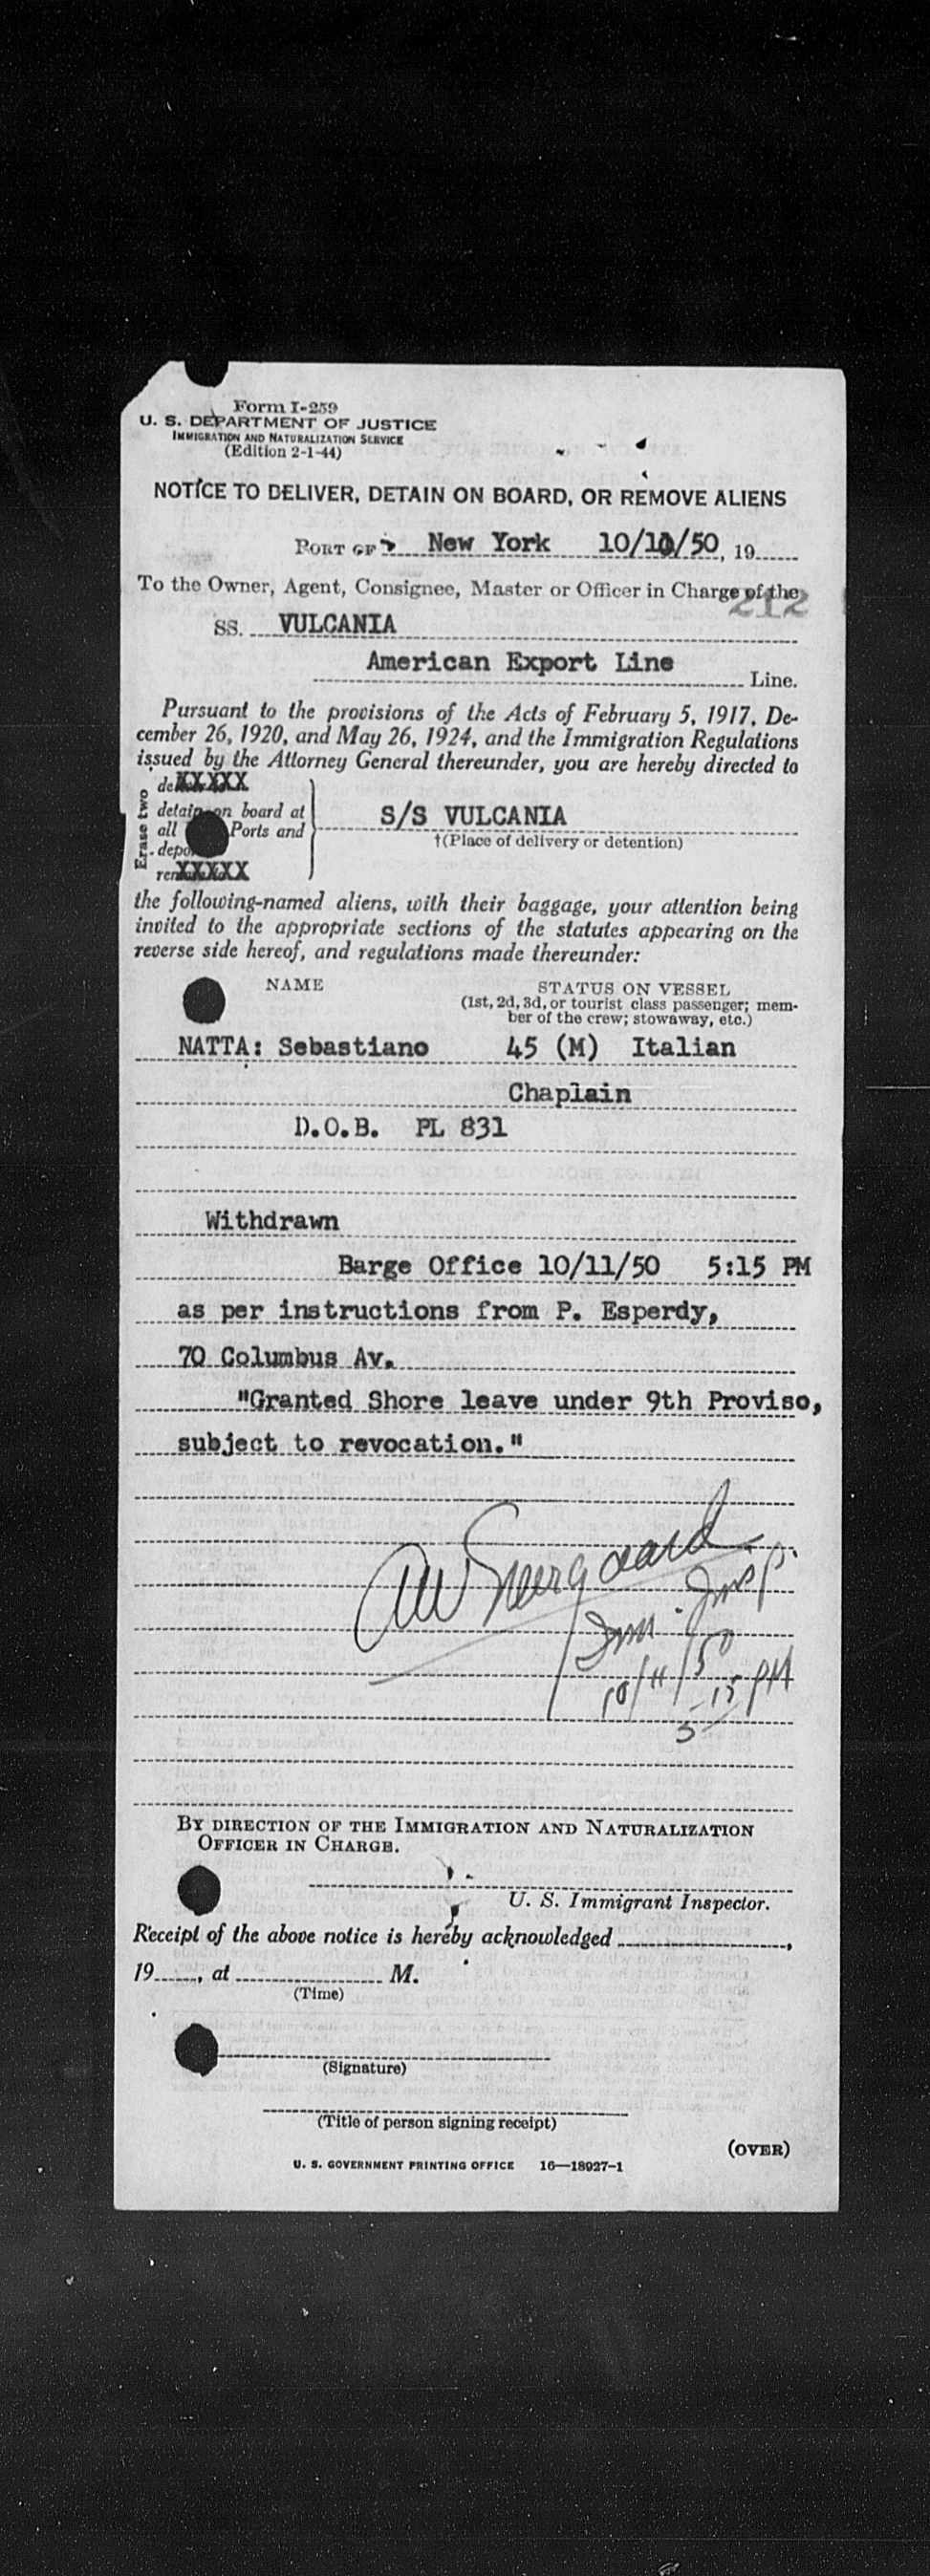 Form I-259
U. S. DEPARTMENT OF JUSTICE
IMMIGRATION AND NATURALIZATION SERVICE
(Edition 2-1-44)
NOTICE TO DELIVER, DETAIN ON BOARD, OR REMOVE ALIENS
PORT OF New York 10/10/50, 19
To the Owner, Agent, Consignee, Master or Officer in Charge of the
212
SS. VULCANIA
American Export Line
Line.
Pursuant to the provisions of the Acts of February 5, 1917, De-
cember 26, 1920, and May 26, 1924, and the Immigration Regulations
issued by the Attorney General thereunder, you are hereby directed to
XXXXX
Erase two
detain on board at
all Ports and
S/S VULCANIA
†(Place of delivery or detention)
XXXXX
the following-named aliens, with their baggage, your attention being
invited to the appropriate sections of the statutes appearing on the
reverse side hereof, and regulations made thereunder:
NAME STATUS ON VESSEL
(1st, 2d, 3d, or tourist class passenger; mem-
ber of the crew; stowaway, etc.)
NATTA: Sebastiano 45 (M) Italian
Chaplain
D.O.B. PL 831
Withdrawn
Barge Office 10/11/50 5:15 PM
as per instructions from P. Esperdy,
70 Columbus Av.
"Granted Shore leave under 9th Proviso,
subject to revocation."
Imm. Insp.
10/11/50
5 15 PM
BY DIRECTION OF THE IMMIGRATION AND NATURALIZATION
OFFICER IN CHARGE.
U. S. Immigrant Inspector.
Receipt of the above notice is hereby acknowledged ,
19 , at M.
(Time)
(Signature)
(Title of person signing receipt)
(OVER)
U. S. GOVERNMENT PRINTING OFFICE 16—18927-1